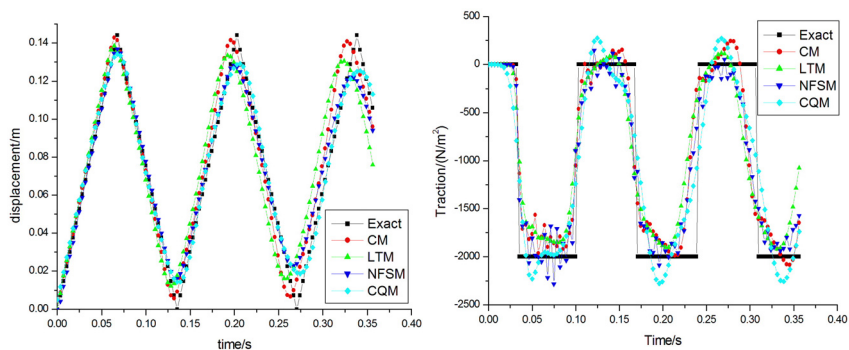 0.14
0.12
0.10
0.08
0.06
0.04
0.02
0.00
displacement/m
0.00 0.05 0.10 0.15 0.20 0.25 0.30 0.35 0.40
time/s
Exact
CM
LTM
NFSM
CQM
500
0
-500
-1000
-1500
-2000
-2500
Traction/(N/m²)
0.00 0.05 0.10 0.15 0.20 0.25 0.30 0.35 0.40
Time/s
Exact
CM
LTM
NFSM
CQM